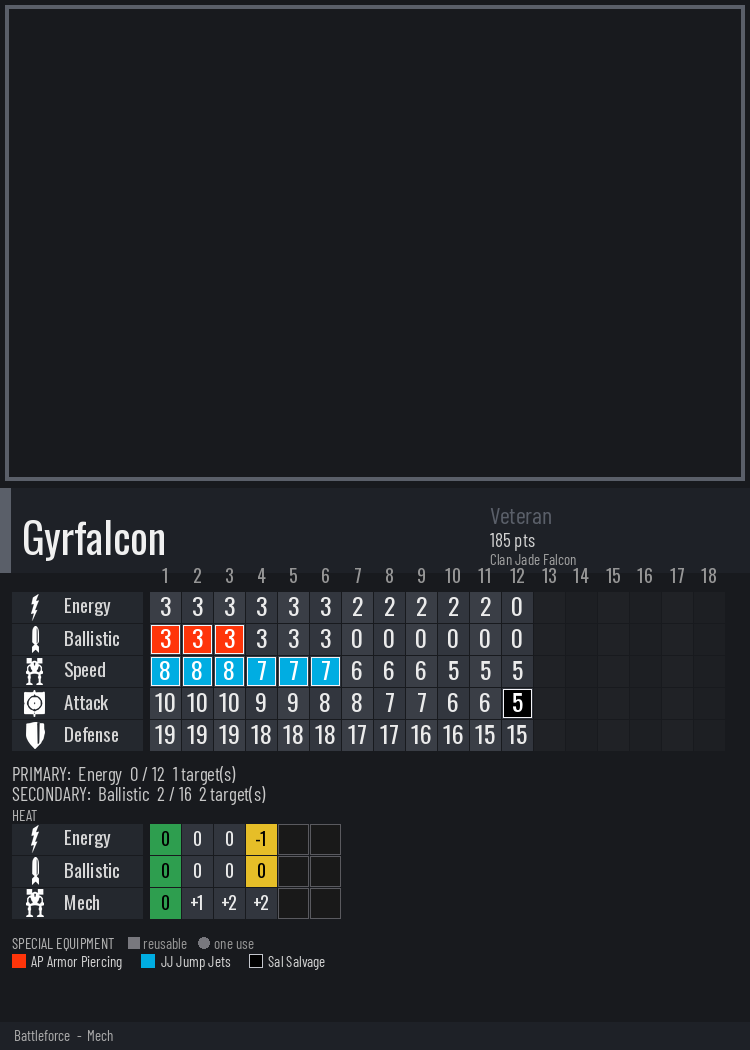 Gyrfalcon
Veteran
185 pts
Clan Jade Falcon
1 2 3 4 5 6 7 8 9 10 11 12 13 14 15 16 17 18
Energy 3 3 3 3 3 3 2 2 2 2 2 0
Ballistic 3 3 3 3 3 3 0 0 0 0 0 0
Speed 8 8 8 7 7 7 6 6 6 5 5 5
Attack 10 10 10 9 9 8 8 7 7 6 6 5
Defense 19 19 19 18 18 18 17 17 16 16 15 15
PRIMARY: Energy 0 / 12 1 target(s)
SECONDARY: Ballistic 2 / 16 2 target(s)
HEAT
Energy 0 0 0 -1
Ballistic 0 0 0 0
Mech 0 +1 +2 +2
SPECIAL EQUIPMENT reusable one use
AP Armor Piercing JJ Jump Jets Sal Salvage
Battleforce - Mech